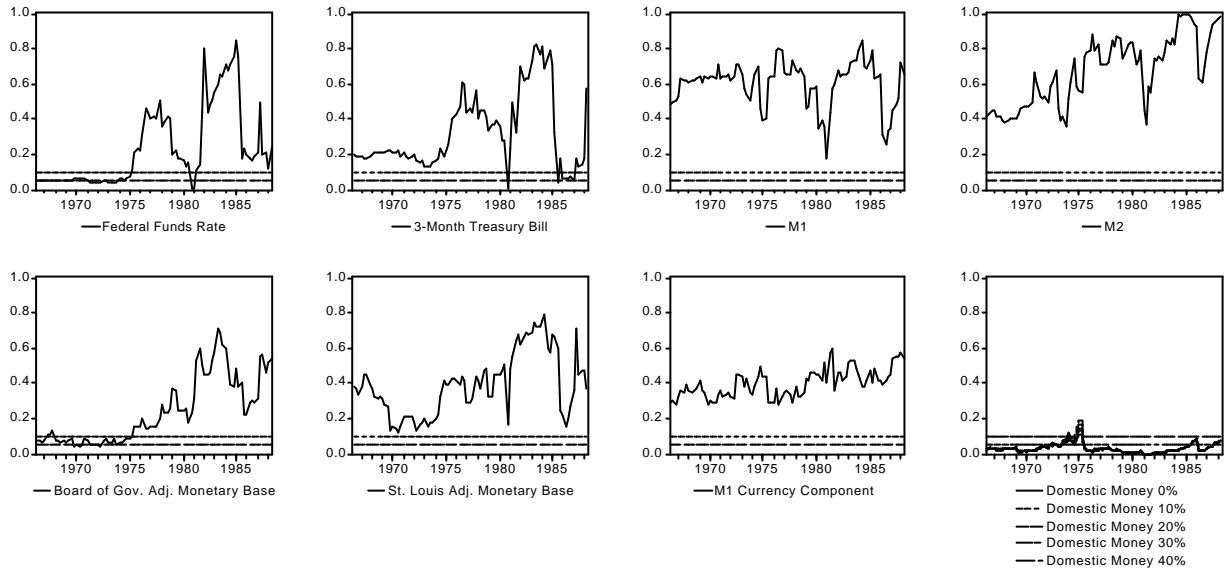 1.0
0.8
0.6
0.4
0.2
0.0
1970 1975 1980 1985
Federal Funds Rate
1.0
0.8
0.6
0.4
0.2
0.0
1970 1975 1980 1985
3-Month Treasury Bill
1.0
0.8
0.6
0.4
0.2
0.0
1970 1975 1980 1985
M1
1.0
0.8
0.6
0.4
0.2
0.0
1970 1975 1980 1985
M2
1.0
0.8
0.6
0.4
0.2
0.0
1970 1975 1980 1985
Board of Gov. Adj. Monetary Base
1.0
0.8
0.6
0.4
0.2
0.0
1970 1975 1980 1985
St. Louis Adj. Monetary Base
1.0
0.8
0.6
0.4
0.2
0.0
1970 1975 1980 1985
M1 Currency Component
1.0
0.8
0.6
0.4
0.2
0.0
1970 1975 1980 1985
Domestic Money 0%
Domestic Money 10%
Domestic Money 20%
Domestic Money 30%
Domestic Money 40%